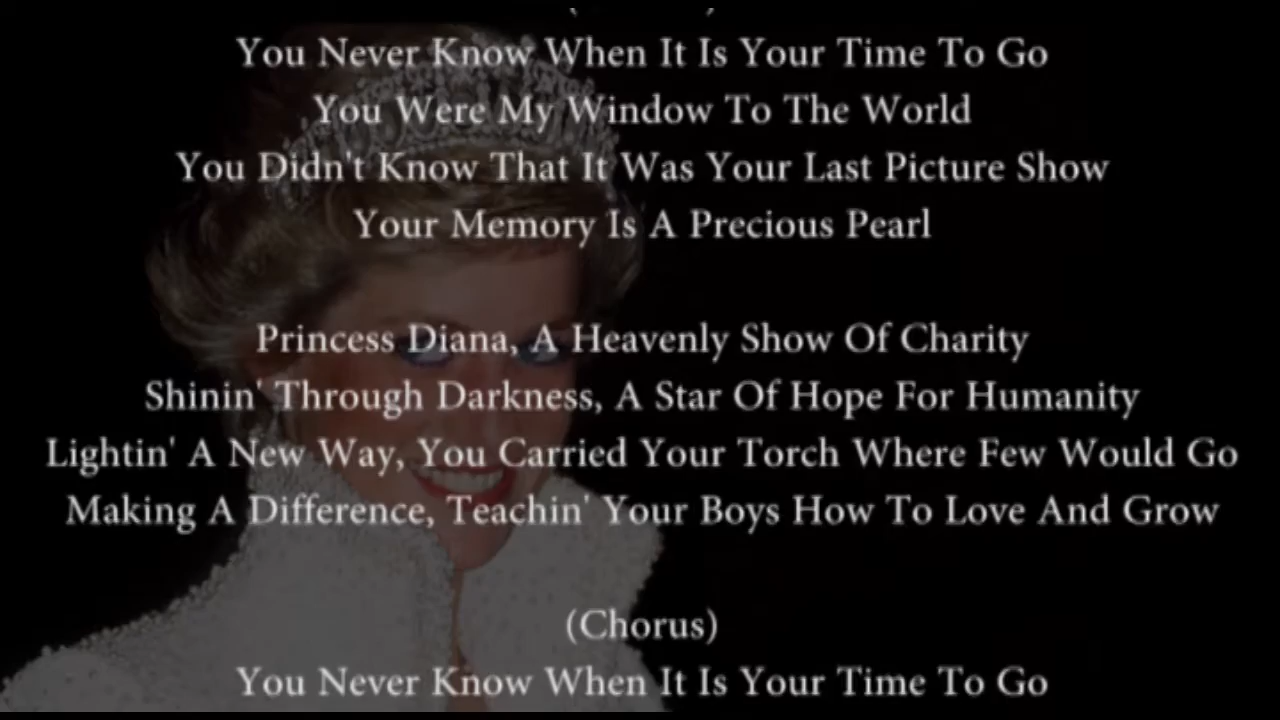 You Never Know When It Is Your Time To Go
You Were My Window To The World
You Didn't Know That It Was Your Last Picture Show
Your Memory Is A Precious Pearl
Princess Diana, A Heavenly Show Of Charity
Shinin' Through Darkness, A Star Of Hope For Humanity
Lightin' A New Way, You Carried Your Torch Where Few Would Go
Making A Difference, Teachin' Your Boys How To Love And Grow
(Chorus)
You Never Know When It Is Your Time To Go